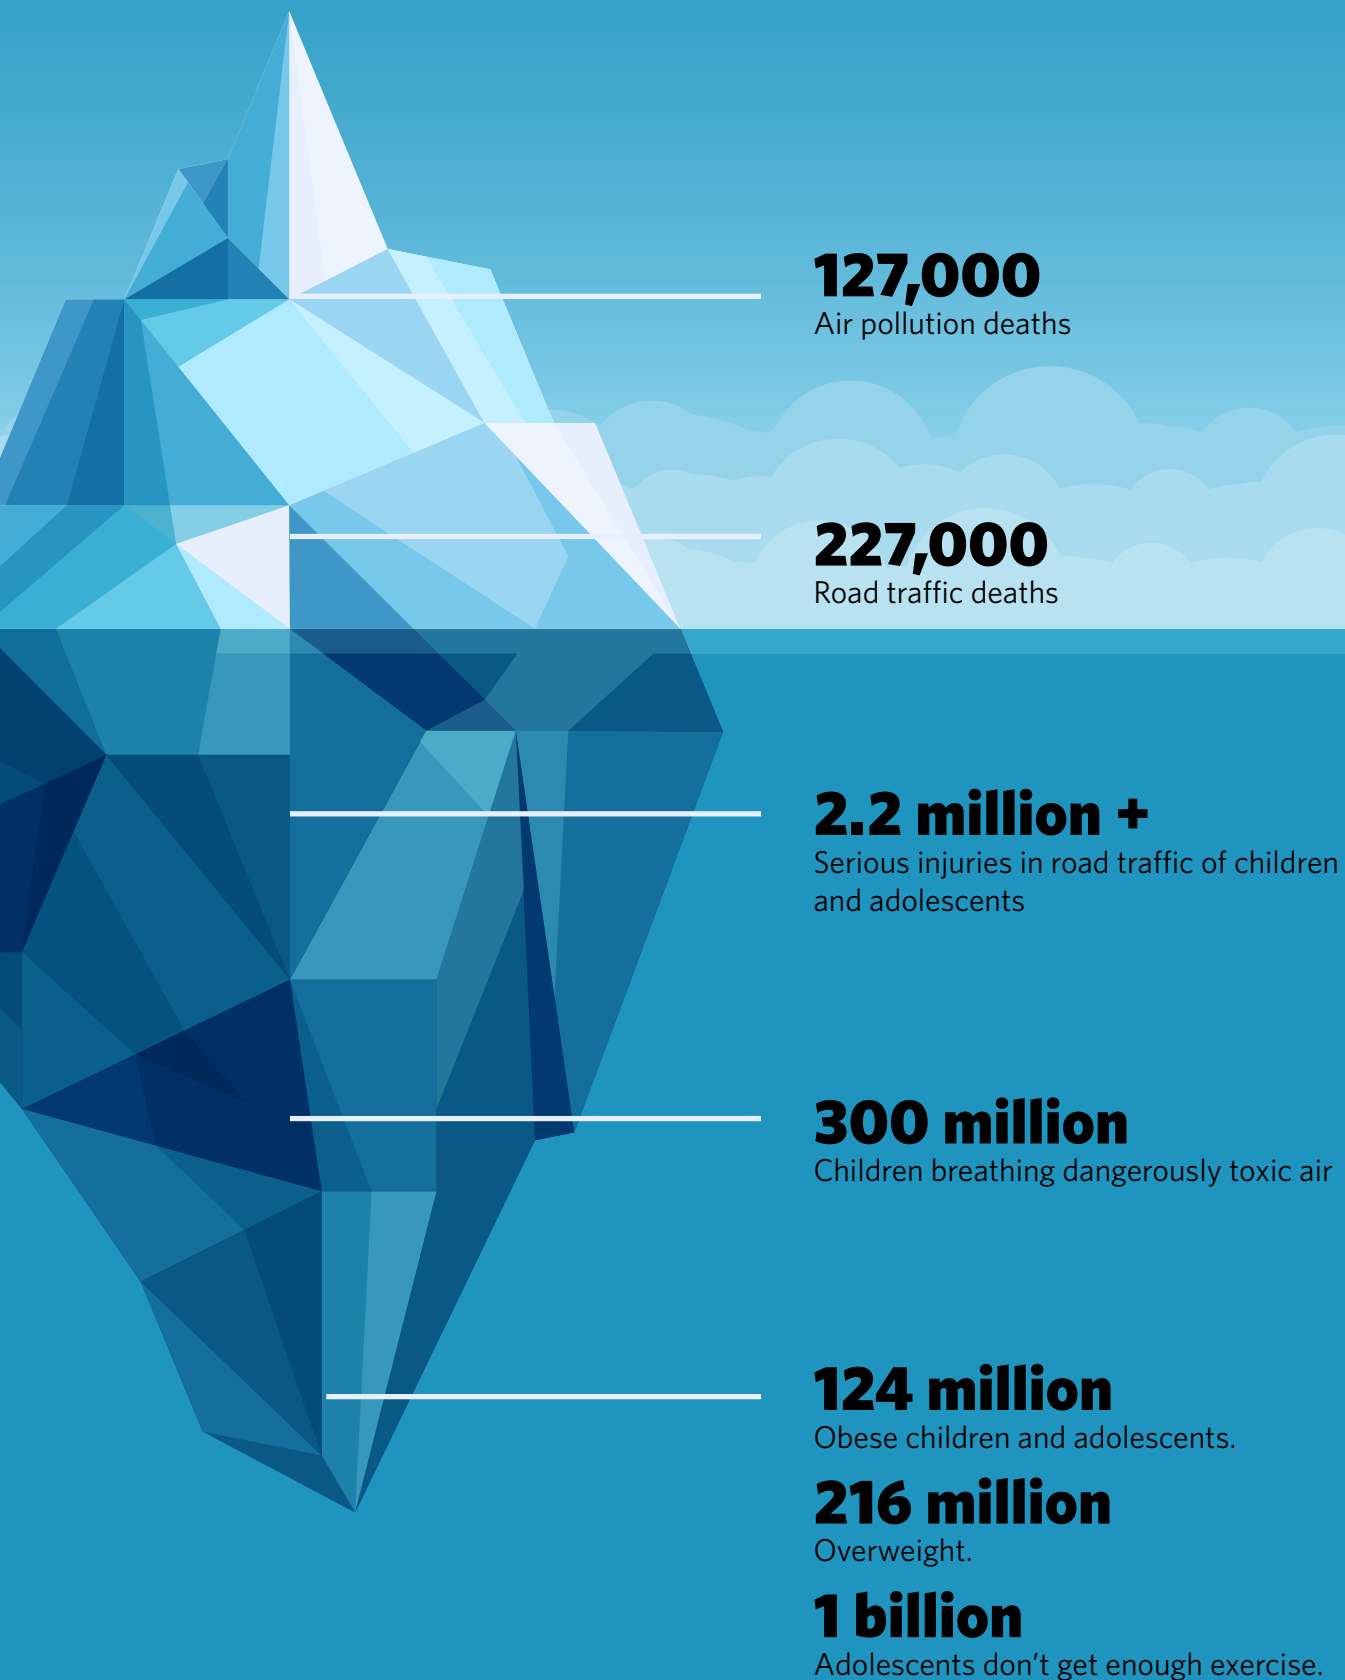 127,000
Air pollution deaths
227,000
Road traffic deaths
2.2 million +
Serious injuries in road traffic of children
and adolescents
300 million
Children breathing dangerously toxic air
124 million
Obese children and adolescents.
216 million
Overweight.
1 billion
Adolescents don’t get enough exercise.